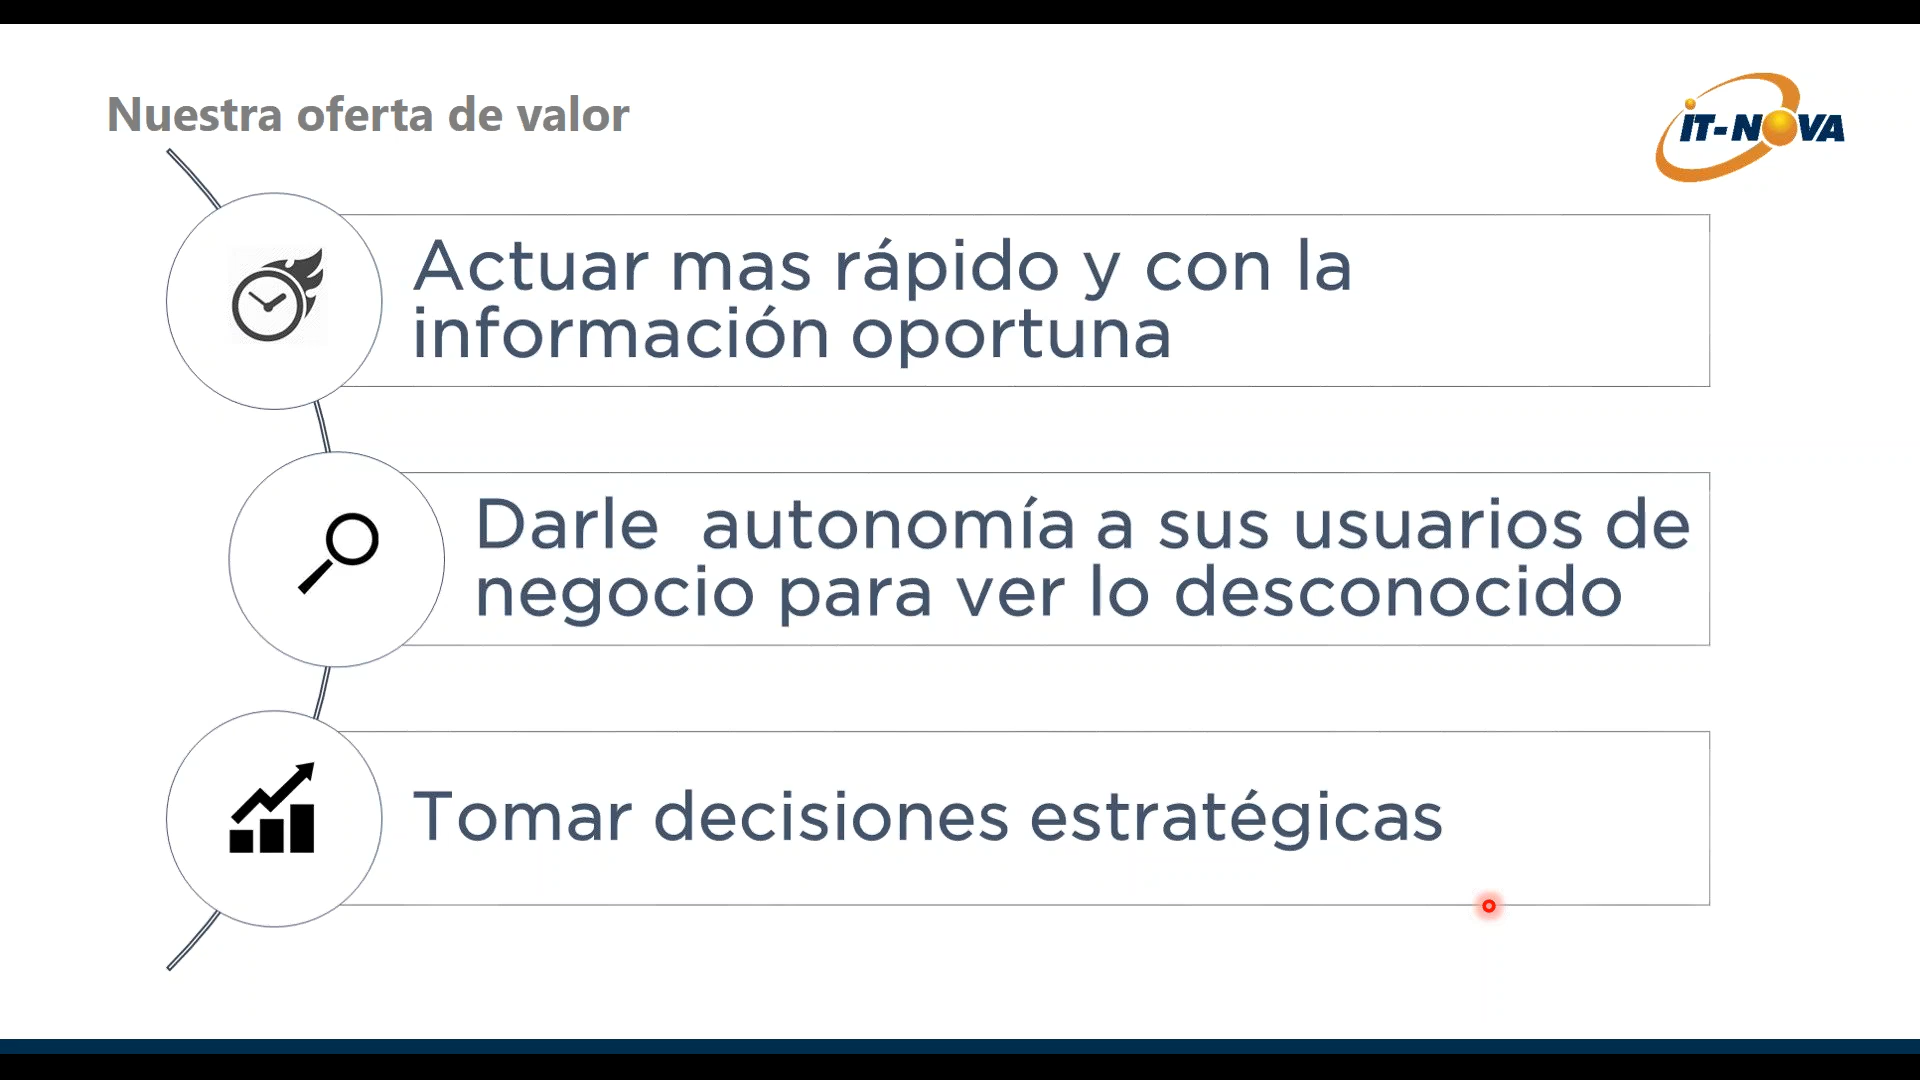 Nuestra oferta de valor
IT-NOVA
Actuar mas rápido y con la
información oportuna
Darle  autonomía a sus usuarios de
negocio para ver lo desconocido
Tomar decisiones estratégicas